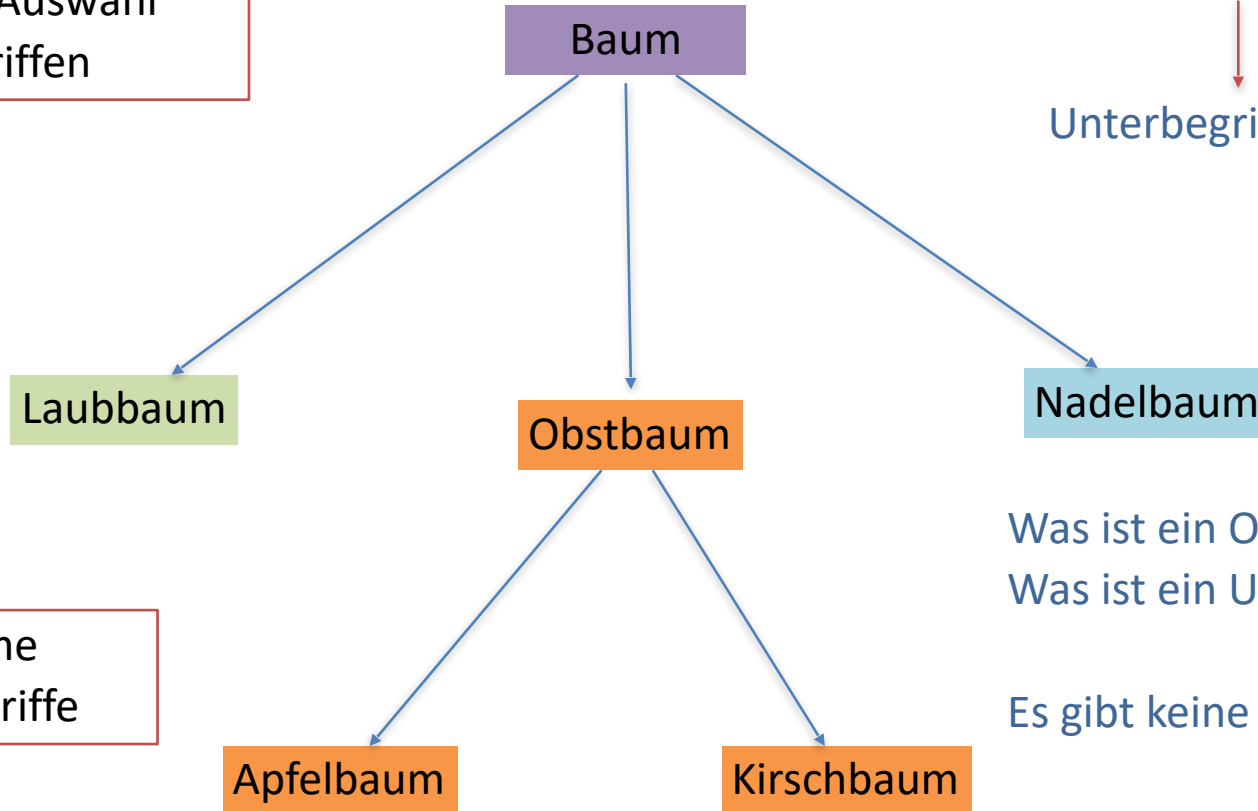 Auswahl
riffen
Baum
Unterbegri
Laubbaum
Obstbaum
Nadelbaum
Was ist ein O
Was ist ein U
ne
riffe
Es gibt keine
Apfelbaum
Kirschbaum